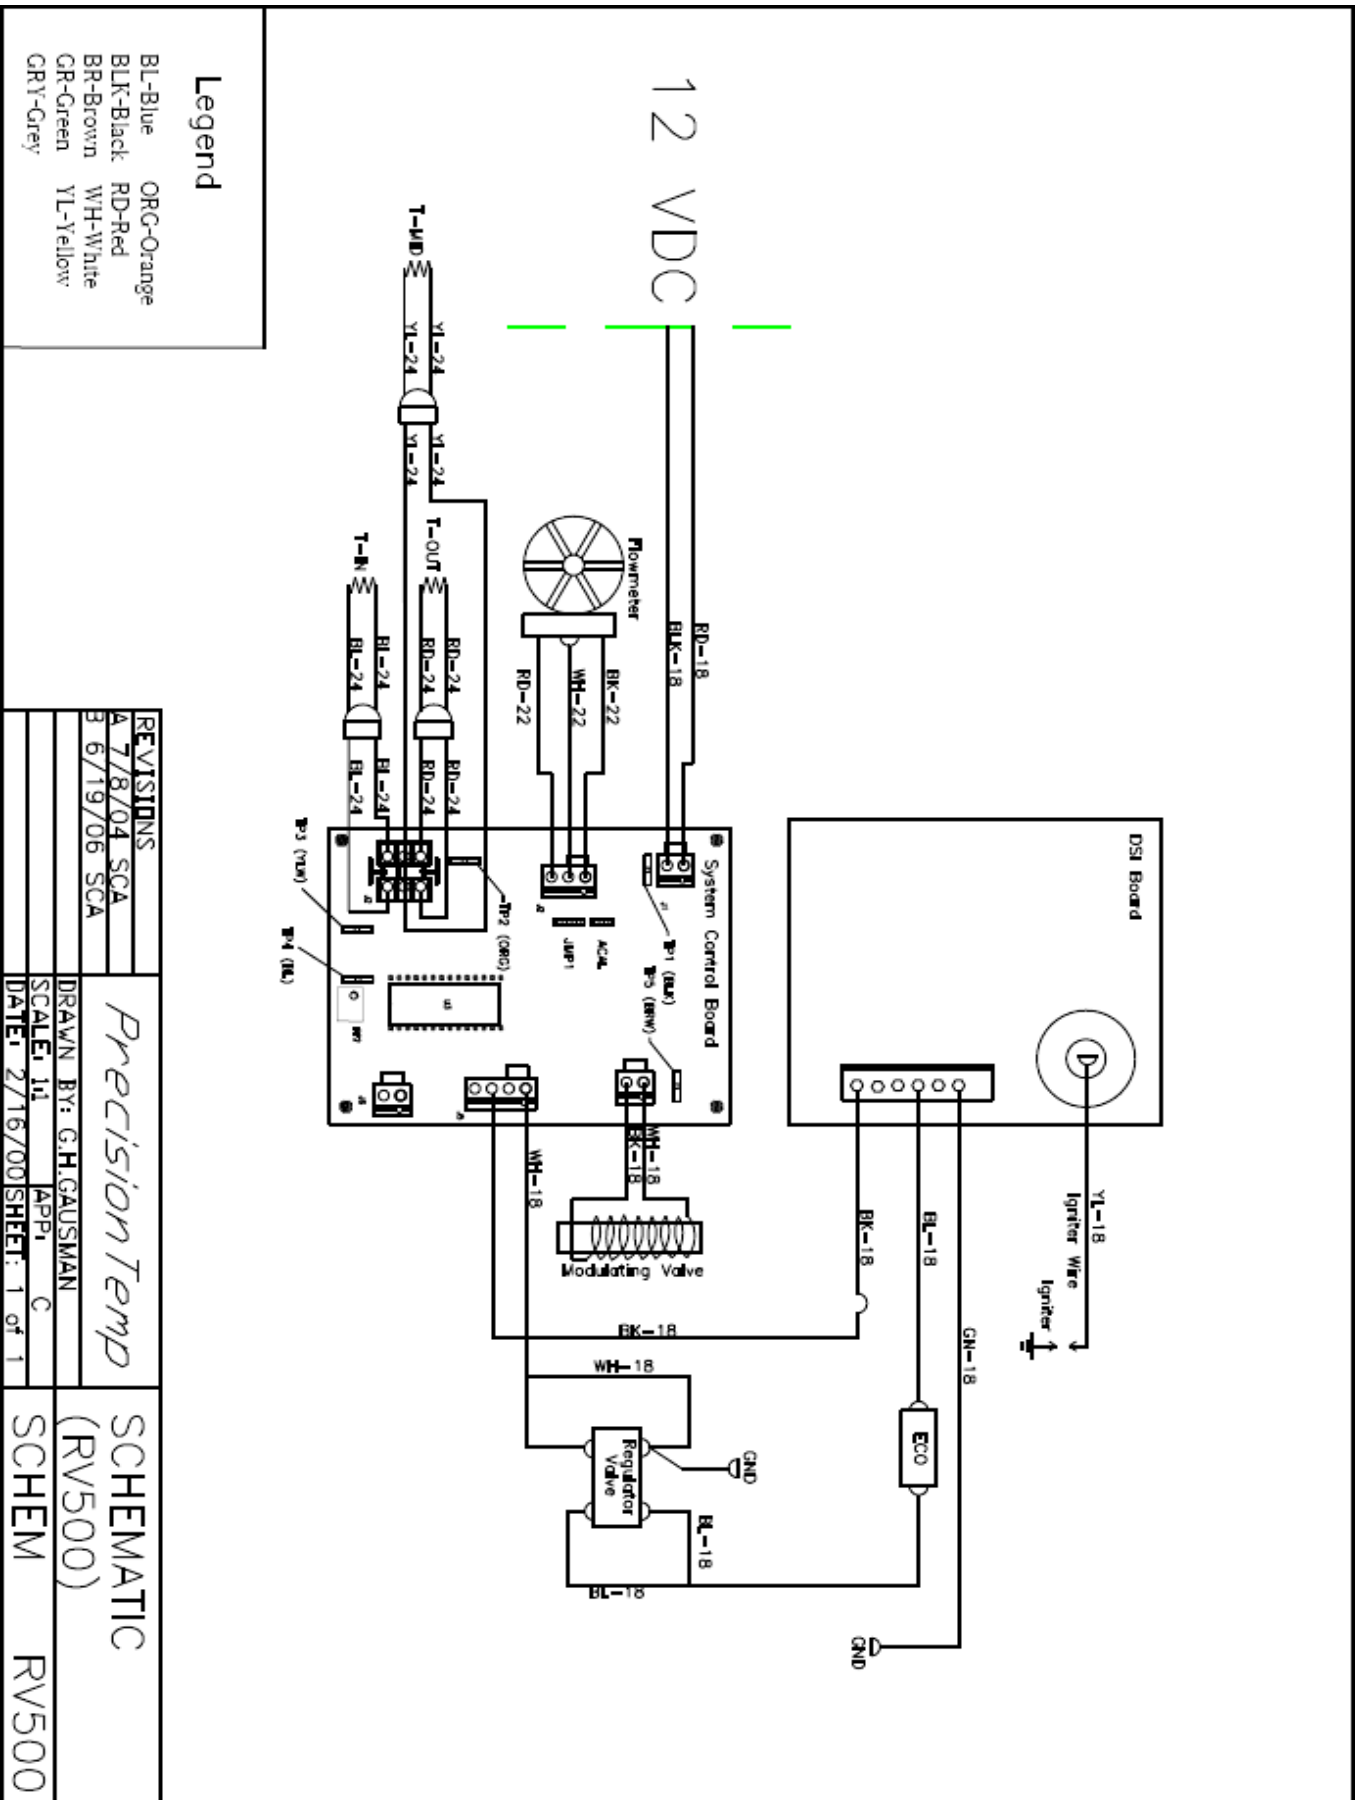 DSI Board
YL-18
Igniter Wire
Igniter
BK-18
BL-18
GN-18
ECO
GND
12 VDC
RD-18
BLK-18
System Control Board
J1
TP1 (BLK)
TP5 (BRW)
Flowmeter
BK-22
WH-22
RD-22
J2
ACAL
JMP1
WH-18
BK-18
Modulating Valve
BK-18
WH-18
WH-18
Regulator
Valve
GND
BL-18
BL-18
T-MID
YL-24
YL-24
YL-24
YL-24
T-OUT
RD-24
RD-24
RD-24
RD-24
T-IN
BL-24
BL-24
BL-24
BL-24
TP2 (ORG)
TP3 (YLW)
TP4 (BL)
Legend
BL-Blue ORG-Orange
BLK-Black RD-Red
BR-Brown WH-White
GR-Green YL-Yellow
GRY-Grey
REVISIONS
A 7/8/04 SCA
B 6/19/06 SCA
PrecisionTemp
DRAWN BY: G.H.GAUSMAN
SCALE: 1:1 APP: C
DATE: 2/16/00 SHEET: 1 of 1
SCHEMATIC
(RV500)
SCHEM RV500